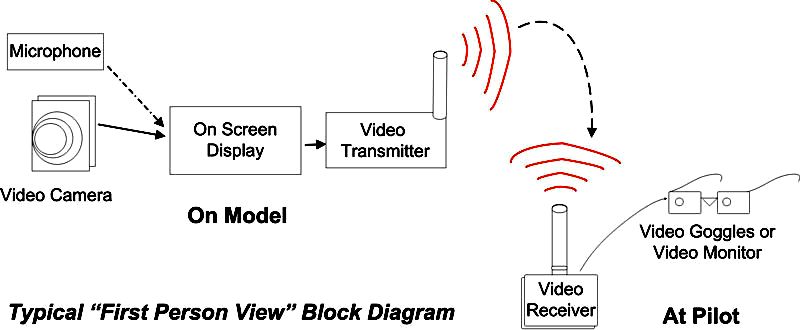 Microphone
On Screen
Display
Video
Transmitter
Video Camera
On Model
Video Goggles or
Video Monitor
Video
Receiver
At Pilot
Typical “First Person View” Block Diagram